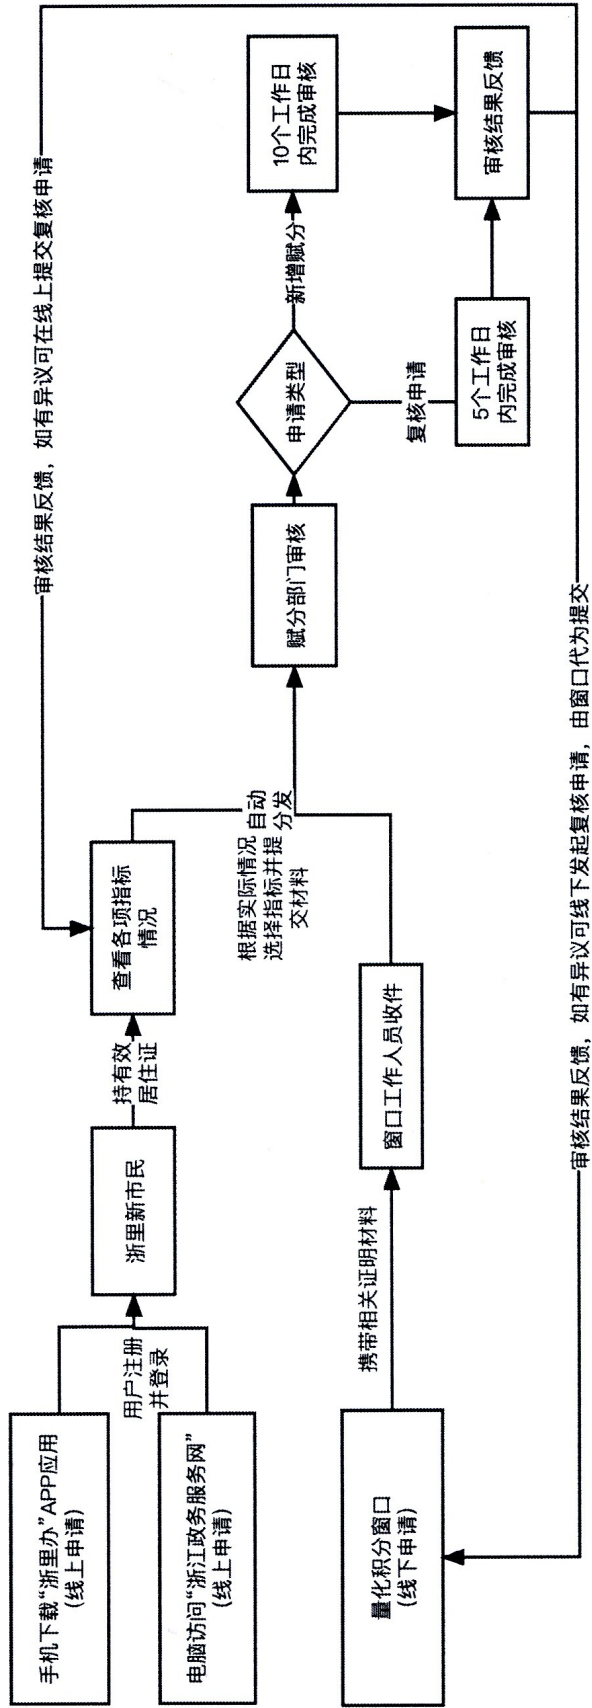 手机下载“浙里办”APP应用
(线上申请)
电脑访问“浙江政务服务网”
(线上申请)
用户注册
并登录
浙里新市民
持有效
居住证
查看各项指标
情况
根据实际情况
选择指标并提
交材料
自动
分发
量化积分窗口
(线下申请)
携带相关证明材料
窗口工作人员收件
赋分部门审核
申请类型
新增赋分
10个工作日
内完成审核
复核申请
5个工作日
内完成审核
审核结果反馈
审核结果反馈，如有异议可在线上提交复核申请
审核结果反馈，如有异议可线下发起复核申请，由窗口代为提交